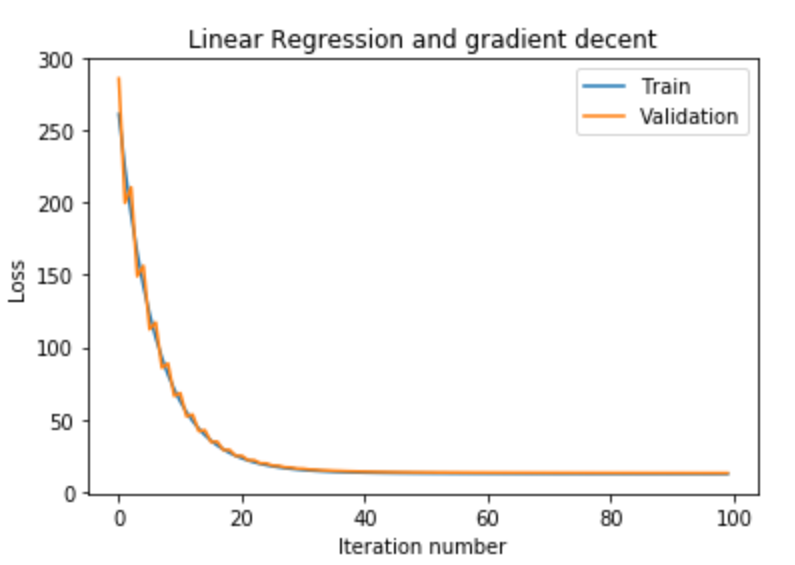 Linear Regression and gradient decent
300
250
200
150
100
50
0
Loss
Train
Validation
0 20 40 60 80 100
Iteration number